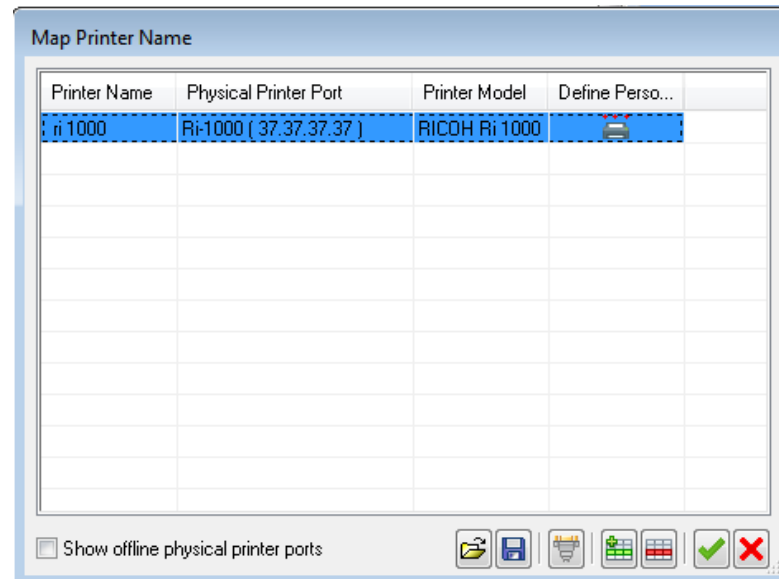 Map Printer Name
Printer Name Physical Printer Port Printer Model Define Perso...
ri 1000 Ri-1000 ( 37.37.37.37 ) RICOH Ri 1000
Show offline physical printer ports